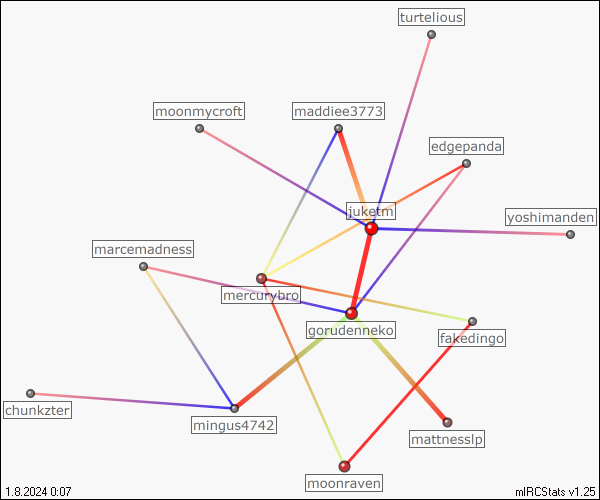 turtelious
moonmycroft
maddiee3773
edgepanda
juketm
yoshimanden
marcemadness
mercurybro
gorudenneko
fakedingo
chunkzter
mingus4742
mattnesslp
moonraven
1.8.2024 0:07
mIRCStats v1.25